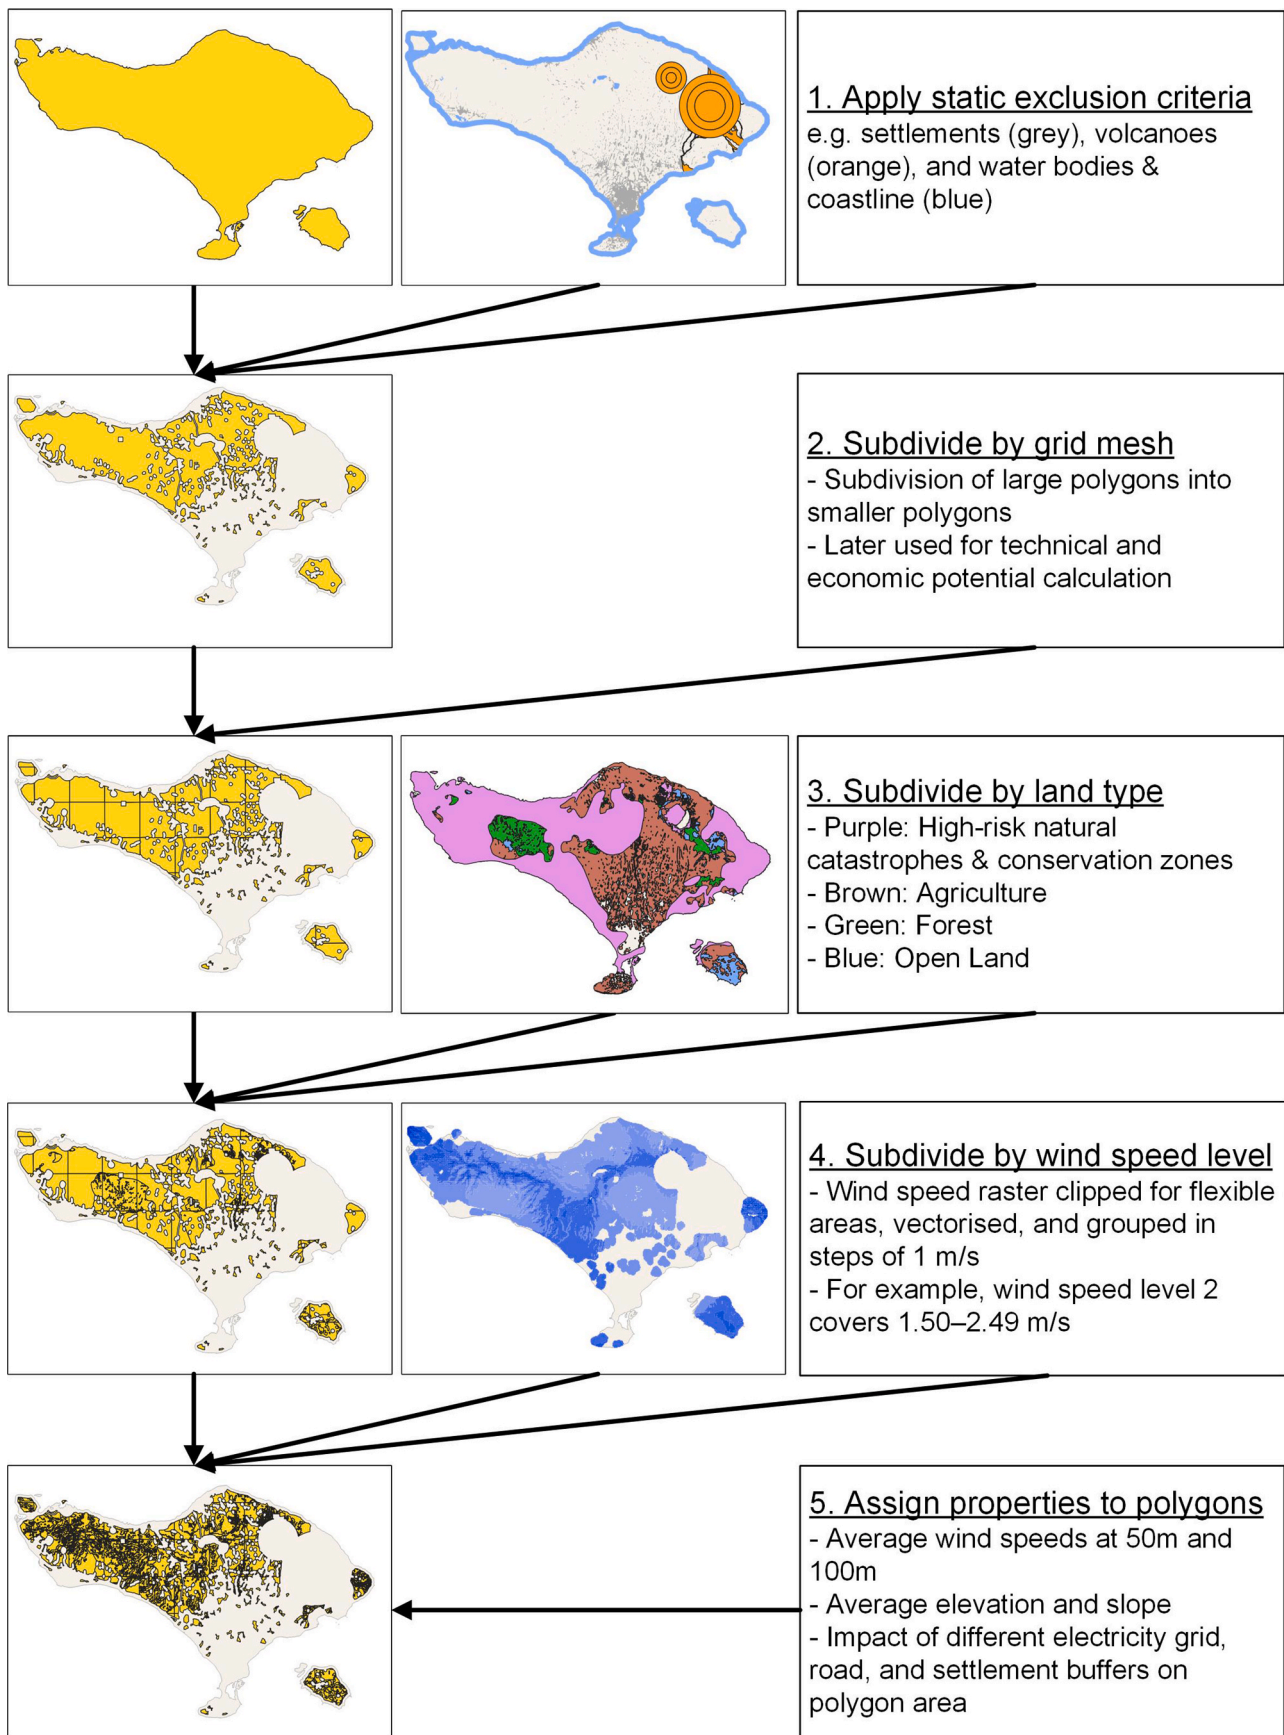 1. Apply static exclusion criteria
e.g. settlements (grey), volcanoes
(orange), and water bodies &
coastline (blue)
2. Subdivide by grid mesh
- Subdivision of large polygons into
smaller polygons
- Later used for technical and
economic potential calculation
3. Subdivide by land type
- Purple: High-risk natural
catastrophes & conservation zones
- Brown: Agriculture
- Green: Forest
- Blue: Open Land
4. Subdivide by wind speed level
- Wind speed raster clipped for flexible
areas, vectorised, and grouped in
steps of 1 m/s
- For example, wind speed level 2
covers 1.50–2.49 m/s
5. Assign properties to polygons
- Average wind speeds at 50m and
100m
- Average elevation and slope
- Impact of different electricity grid,
road, and settlement buffers on
polygon area